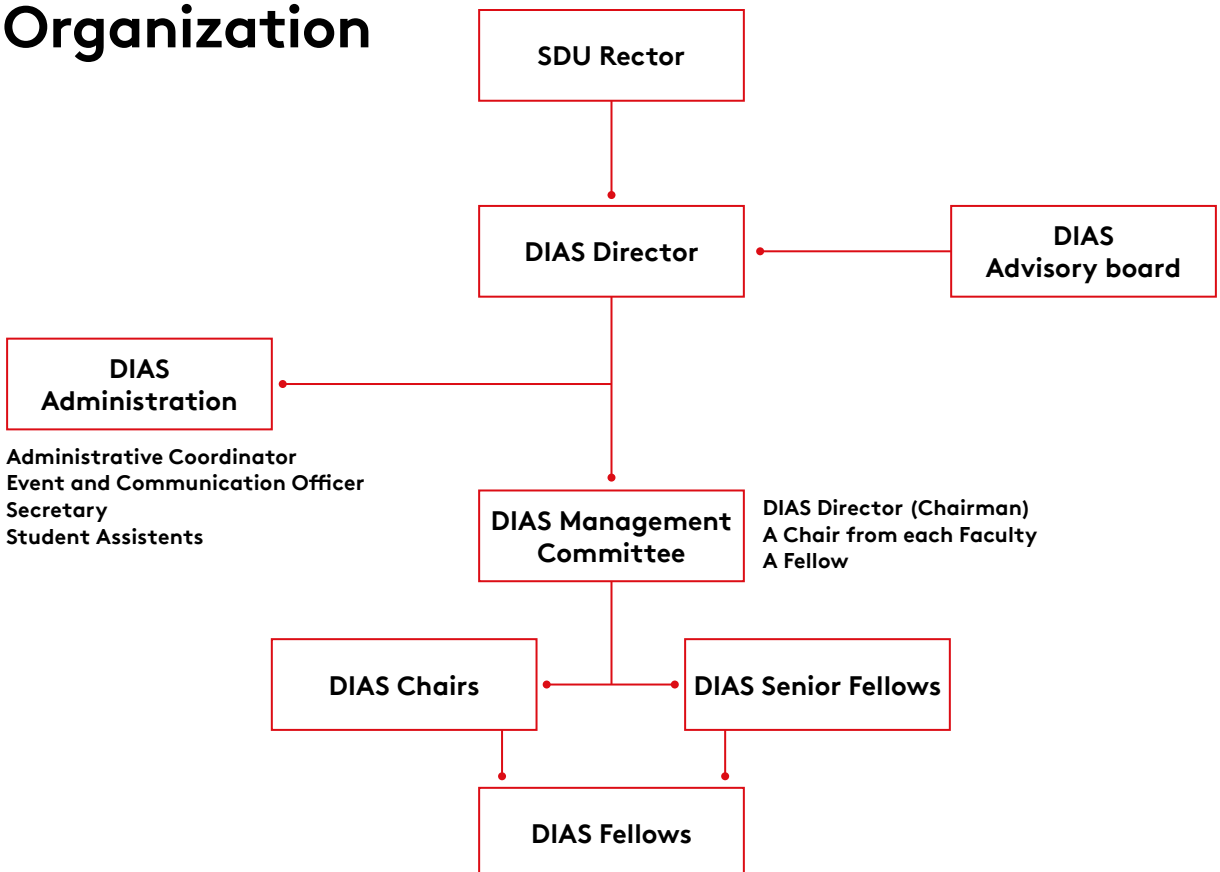 Organization
SDU Rector
DIAS Director
DIAS
Advisory board
DIAS
Administration
Administrative Coordinator
Event and Communication Officer
Secretary
Student Assistents
DIAS Management
Committee
DIAS Director (Chairman)
A Chair from each Faculty
A Fellow
DIAS Chairs
DIAS Senior Fellows
DIAS Fellows